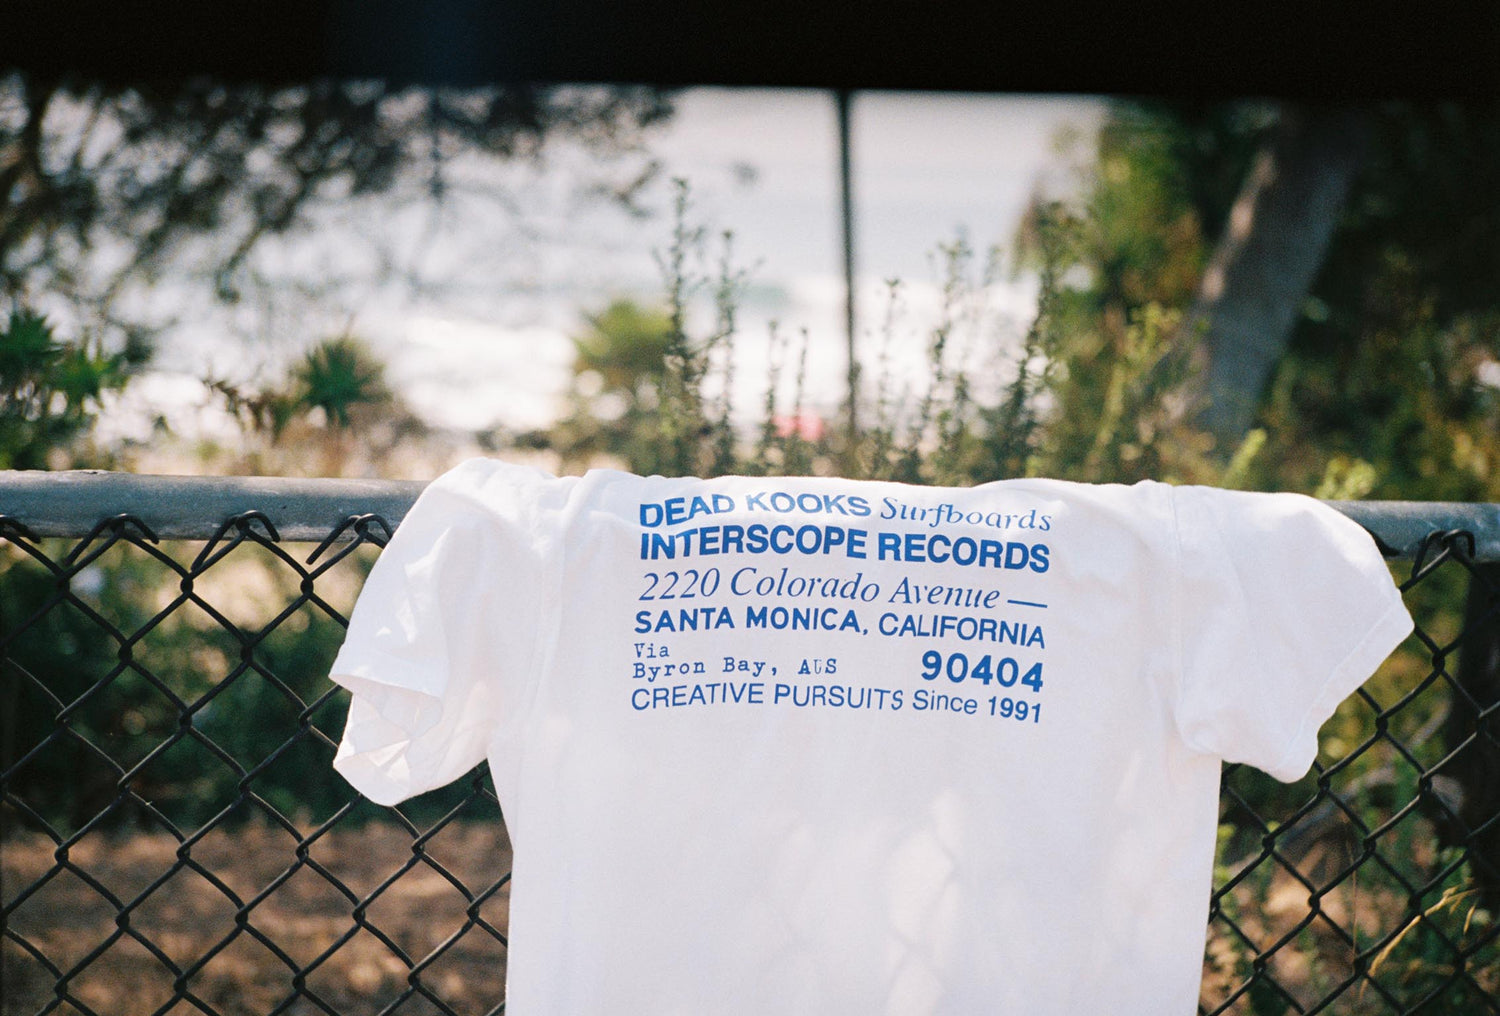 DEAD KOOKS Surfboards
INTERSCOPE RECORDS
2220 Colorado Avenue —
SANTA MONICA, CALIFORNIA
Via
Byron Bay, AUS 90404
CREATIVE PURSUITS Since 1991